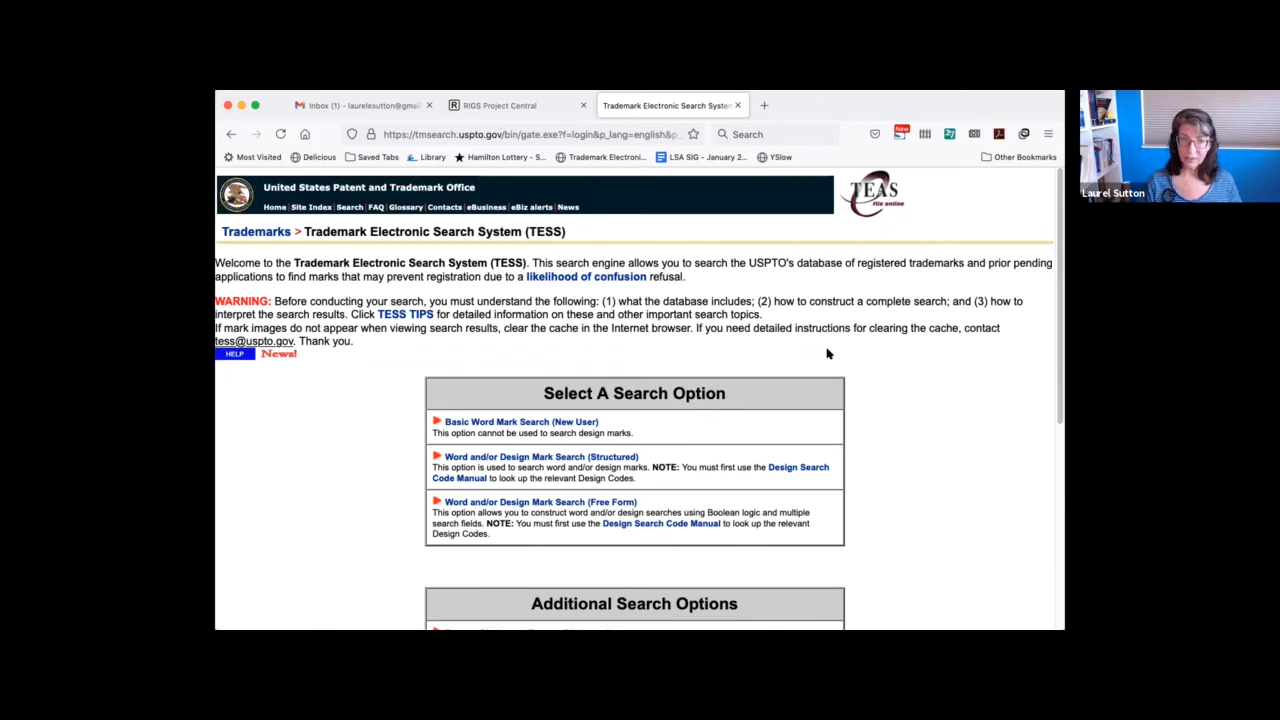 Inbox (1) - laurelesutton@gmail
RIGS Project Central
Trademark Electronic Search System
https://tmsearch.uspto.gov/bin/gate.exe?f=login&p_lang=english&p_
Search
New
27
Most Visited
Delicious
Saved Tabs
Library
Hamilton Lottery - S...
Trademark Electroni...
LSA SIG - January 2...
YSlow
Other Bookmarks
Laurel Sutton
United States Patent and Trademark Office
Home | Site Index | Search | FAQ | Glossary | Contacts | eBusiness | eBiz alerts | News
TEAS
file online
Trademarks > Trademark Electronic Search System (TESS)
Welcome to the Trademark Electronic Search System (TESS). This search engine allows you to search the USPTO's database of registered trademarks and prior pending
applications to find marks that may prevent registration due to a likelihood of confusion refusal.
WARNING: Before conducting your search, you must understand the following: (1) what the database includes; (2) how to construct a complete search; and (3) how to
interpret the search results. Click TESS TIPS for detailed information on these and other important search topics.
If mark images do not appear when viewing search results, clear the cache in the Internet browser. If you need detailed instructions for clearing the cache, contact
tess@uspto.gov. Thank you.
HELP News!
Select A Search Option
Basic Word Mark Search (New User)
This option cannot be used to search design marks.
Word and/or Design Mark Search (Structured)
This option is used to search word and/or design marks. NOTE: You must first use the Design Search
Code Manual to look up the relevant Design Codes.
Word and/or Design Mark Search (Free Form)
This option allows you to construct word and/or design searches using Boolean logic and multiple
search fields. NOTE: You must first use the Design Search Code Manual to look up the relevant
Design Codes.
Additional Search Options